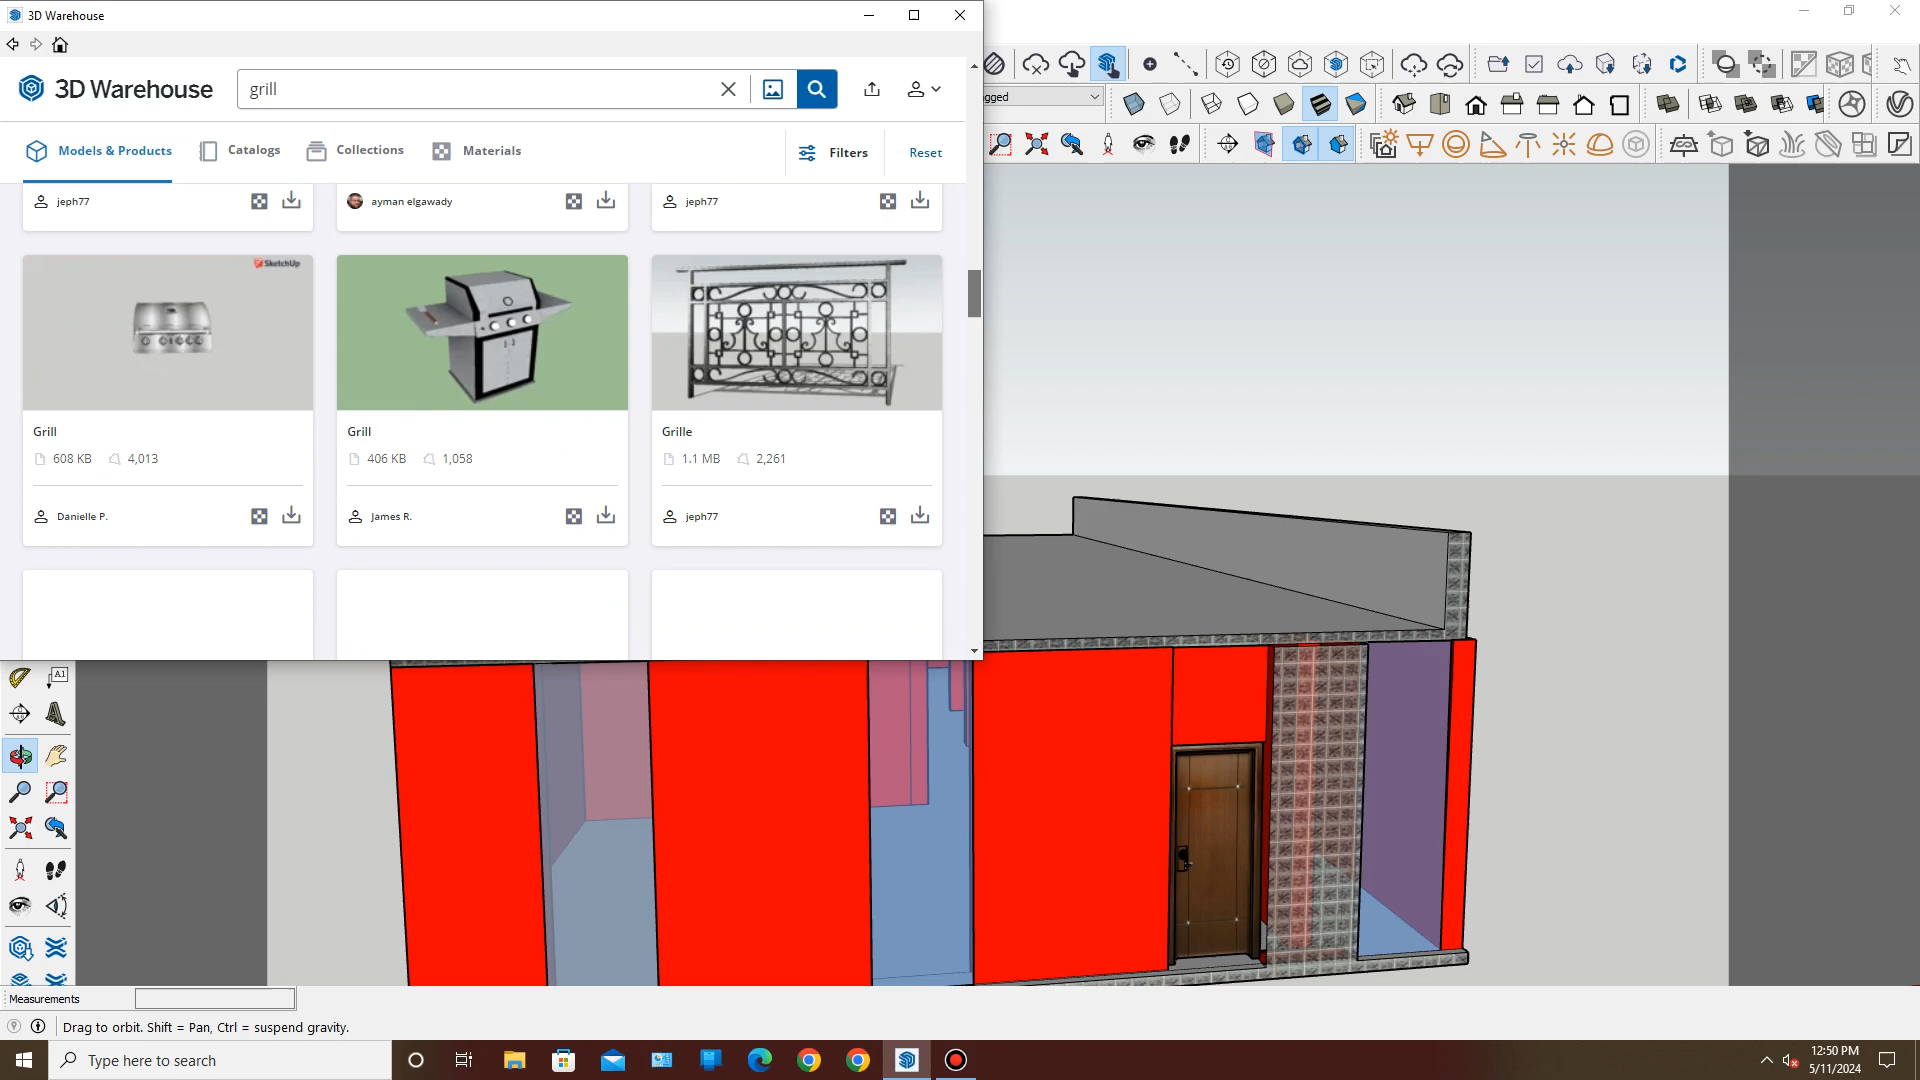 3D Warehouse
3D Warehouse
grill
Models & Products
Catalogs
Collections
Materials
Filters
Reset
jeph77
ayman elgawady
jeph77
SketchUp
Grill
608 KB
4,013
Danielle P.
Grill
406 KB
1,058
James R.
Grille
1.1 MB
2,261
jeph77
gged
A1
Measurements
Drag to orbit. Shift = Pan, Ctrl = suspend gravity.
Type here to search
12:50 PM
5/11/2024